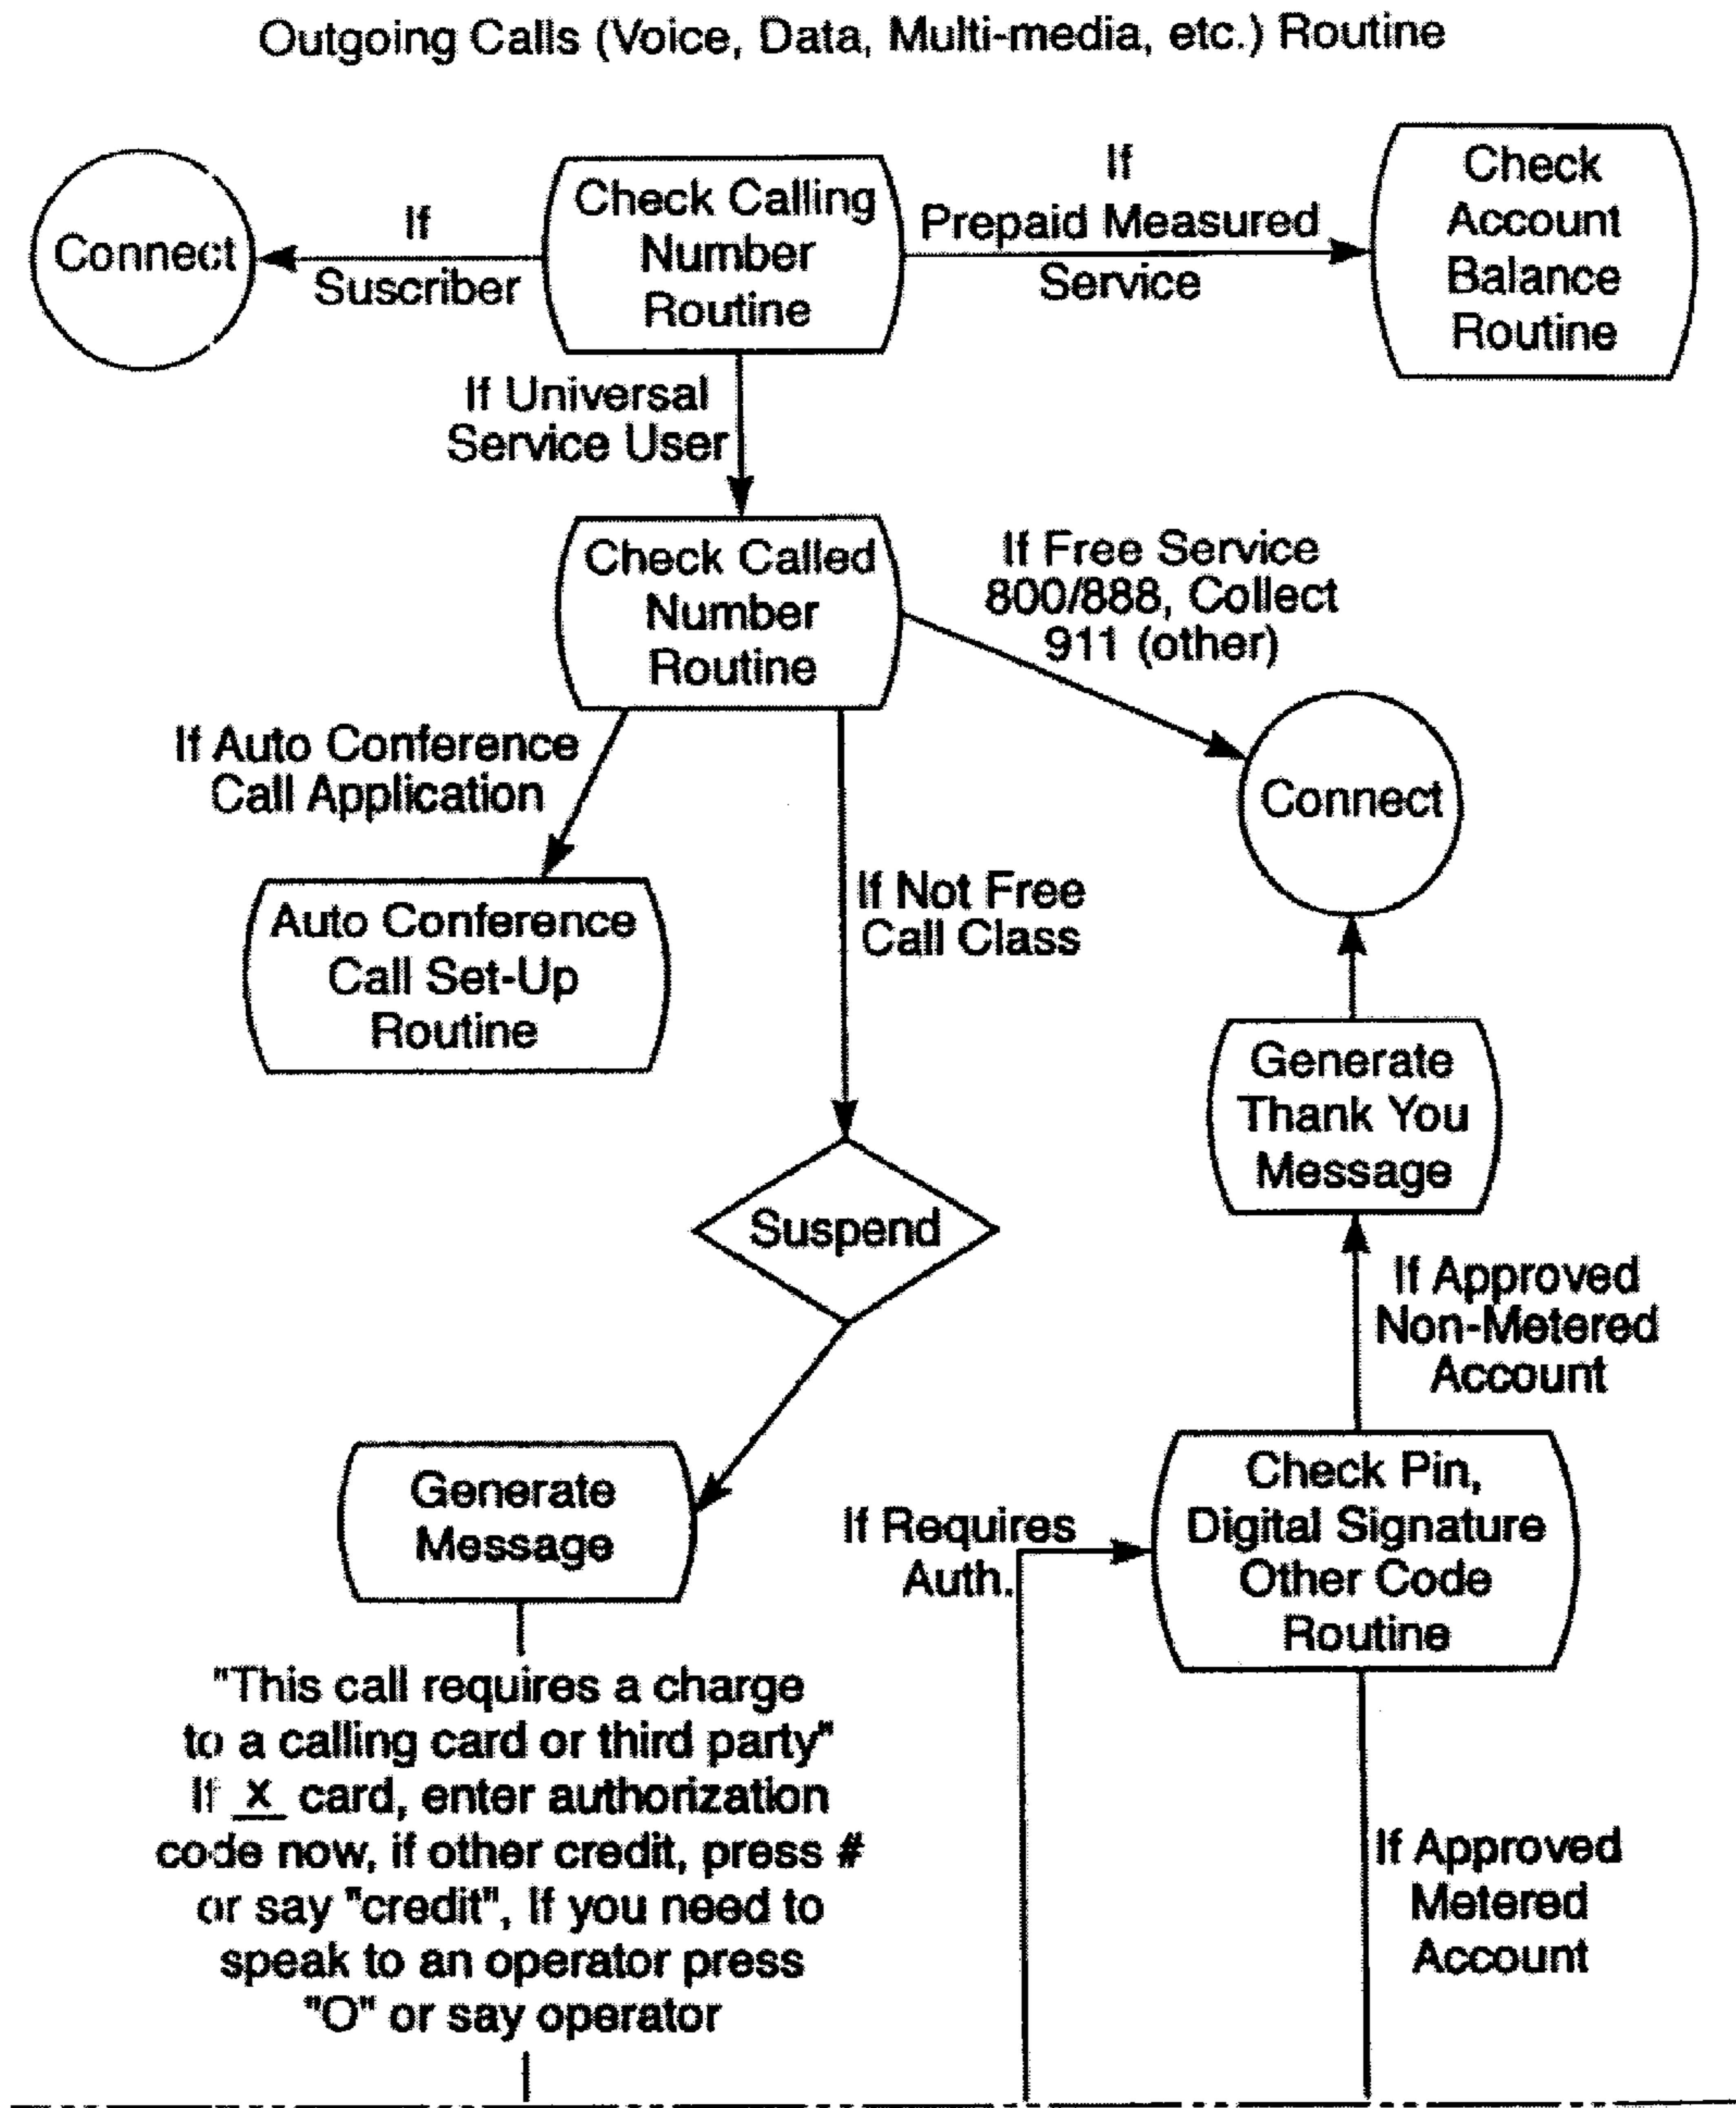 Outgoing Calls (Voice, Data, Multi-media, etc.) Routine
Connect
If
Suscriber
Check Calling
Number
Routine
If
Prepaid Measured
Service
Check
Account
Balance
Routine
If Universal
Service User
Check Called
Number
Routine
If Free Service
800/888, Collect
911 (other)
Connect
If Auto Conference
Call Application
Auto Conference
Call Set-Up
Routine
If Not Free
Call Class
Suspend
Generate
Thank You
Message
If Approved
Non-Metered
Account
Generate
Message
If Requires
Auth.
Check Pin,
Digital Signature
Other Code
Routine
"This call requires a charge
to a calling card or third party"
If x card, enter authorization
code now, if other credit, press #
or say "credit", If you need to
speak to an operator press
"O" or say operator
If Approved
Metered
Account